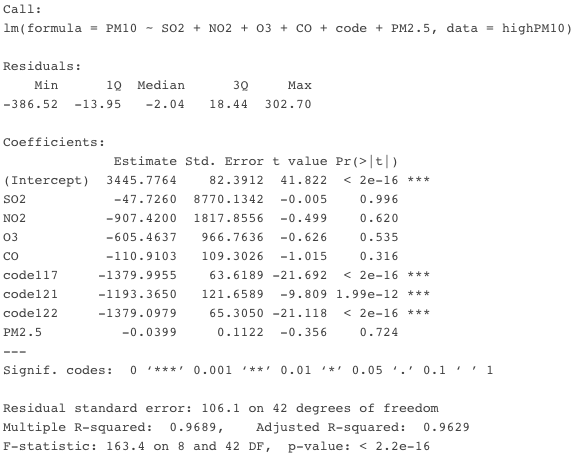 Call:
lm(formula = PM10 ~ SO2 + NO2 + O3 + CO + code + PM2.5, data = highPM10)

Residuals:
    Min      1Q  Median      3Q     Max
-386.52  -13.95   -2.04   18.44  302.70

Coefficients:
              Estimate Std. Error t value Pr(>|t|)
(Intercept)  3445.7764    82.3912  41.822  < 2e-16 ***
SO2           -47.7260  8770.1342  -0.005    0.996
NO2          -907.4200  1817.8556  -0.499    0.620
O3           -605.4637   966.7636  -0.626    0.535
CO           -110.9103   109.3026  -1.015    0.316
code117     -1379.9955    63.6189 -21.692  < 2e-16 ***
code121     -1193.3650   121.6589  -9.809 1.99e-12 ***
code122     -1379.0979    65.3050 -21.118  < 2e-16 ***
PM2.5          -0.0399     0.1122  -0.356    0.724
---
Signif. codes:  0 ‘***’ 0.001 ‘**’ 0.01 ‘*’ 0.05 ‘.’ 0.1 ‘ ’ 1

Residual standard error: 106.1 on 42 degrees of freedom
Multiple R-squared:  0.9689,    Adjusted R-squared:  0.9629
F-statistic: 163.4 on 8 and 42 DF,  p-value: < 2.2e-16